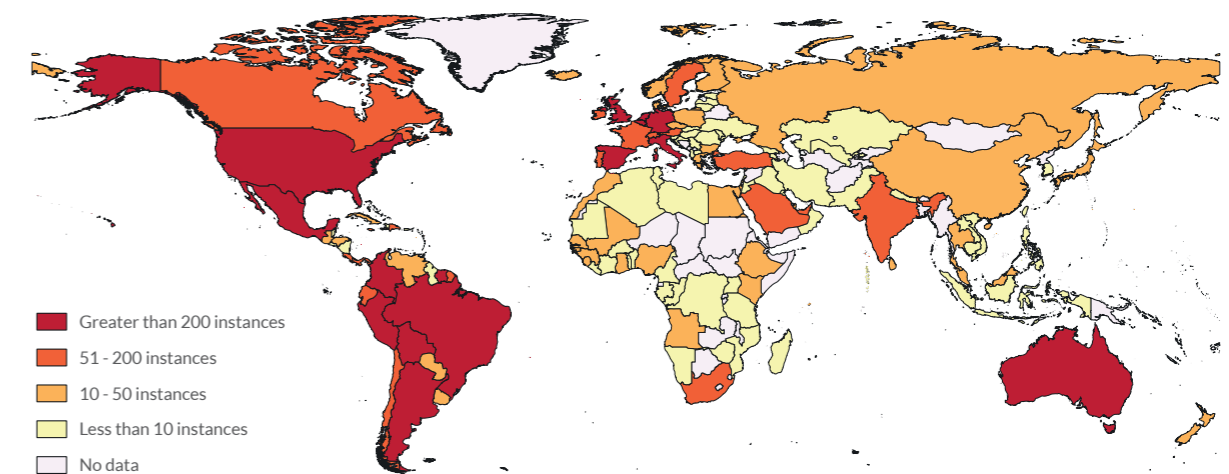 Greater than 200 instances
51 - 200 instances
10 - 50 instances
Less than 10 instances
No data